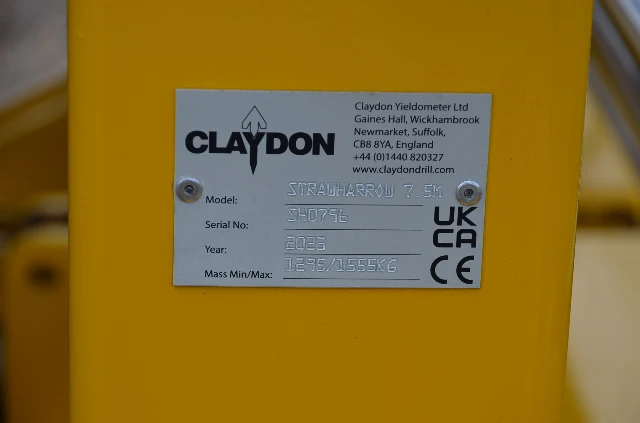 CLAYDON
Claydon Yieldometer Ltd
Gaines Hall, Wickhambrook
Newmarket, Suffolk,
CB8 8YA, England
+44 (0)1440 820327
www.claydondrill.com
Model: STRAWHARROW 7.5M
Serial No: SH0796
Year: 2023
Mass Min/Max: 1295/1555KG
UK
CA
CE